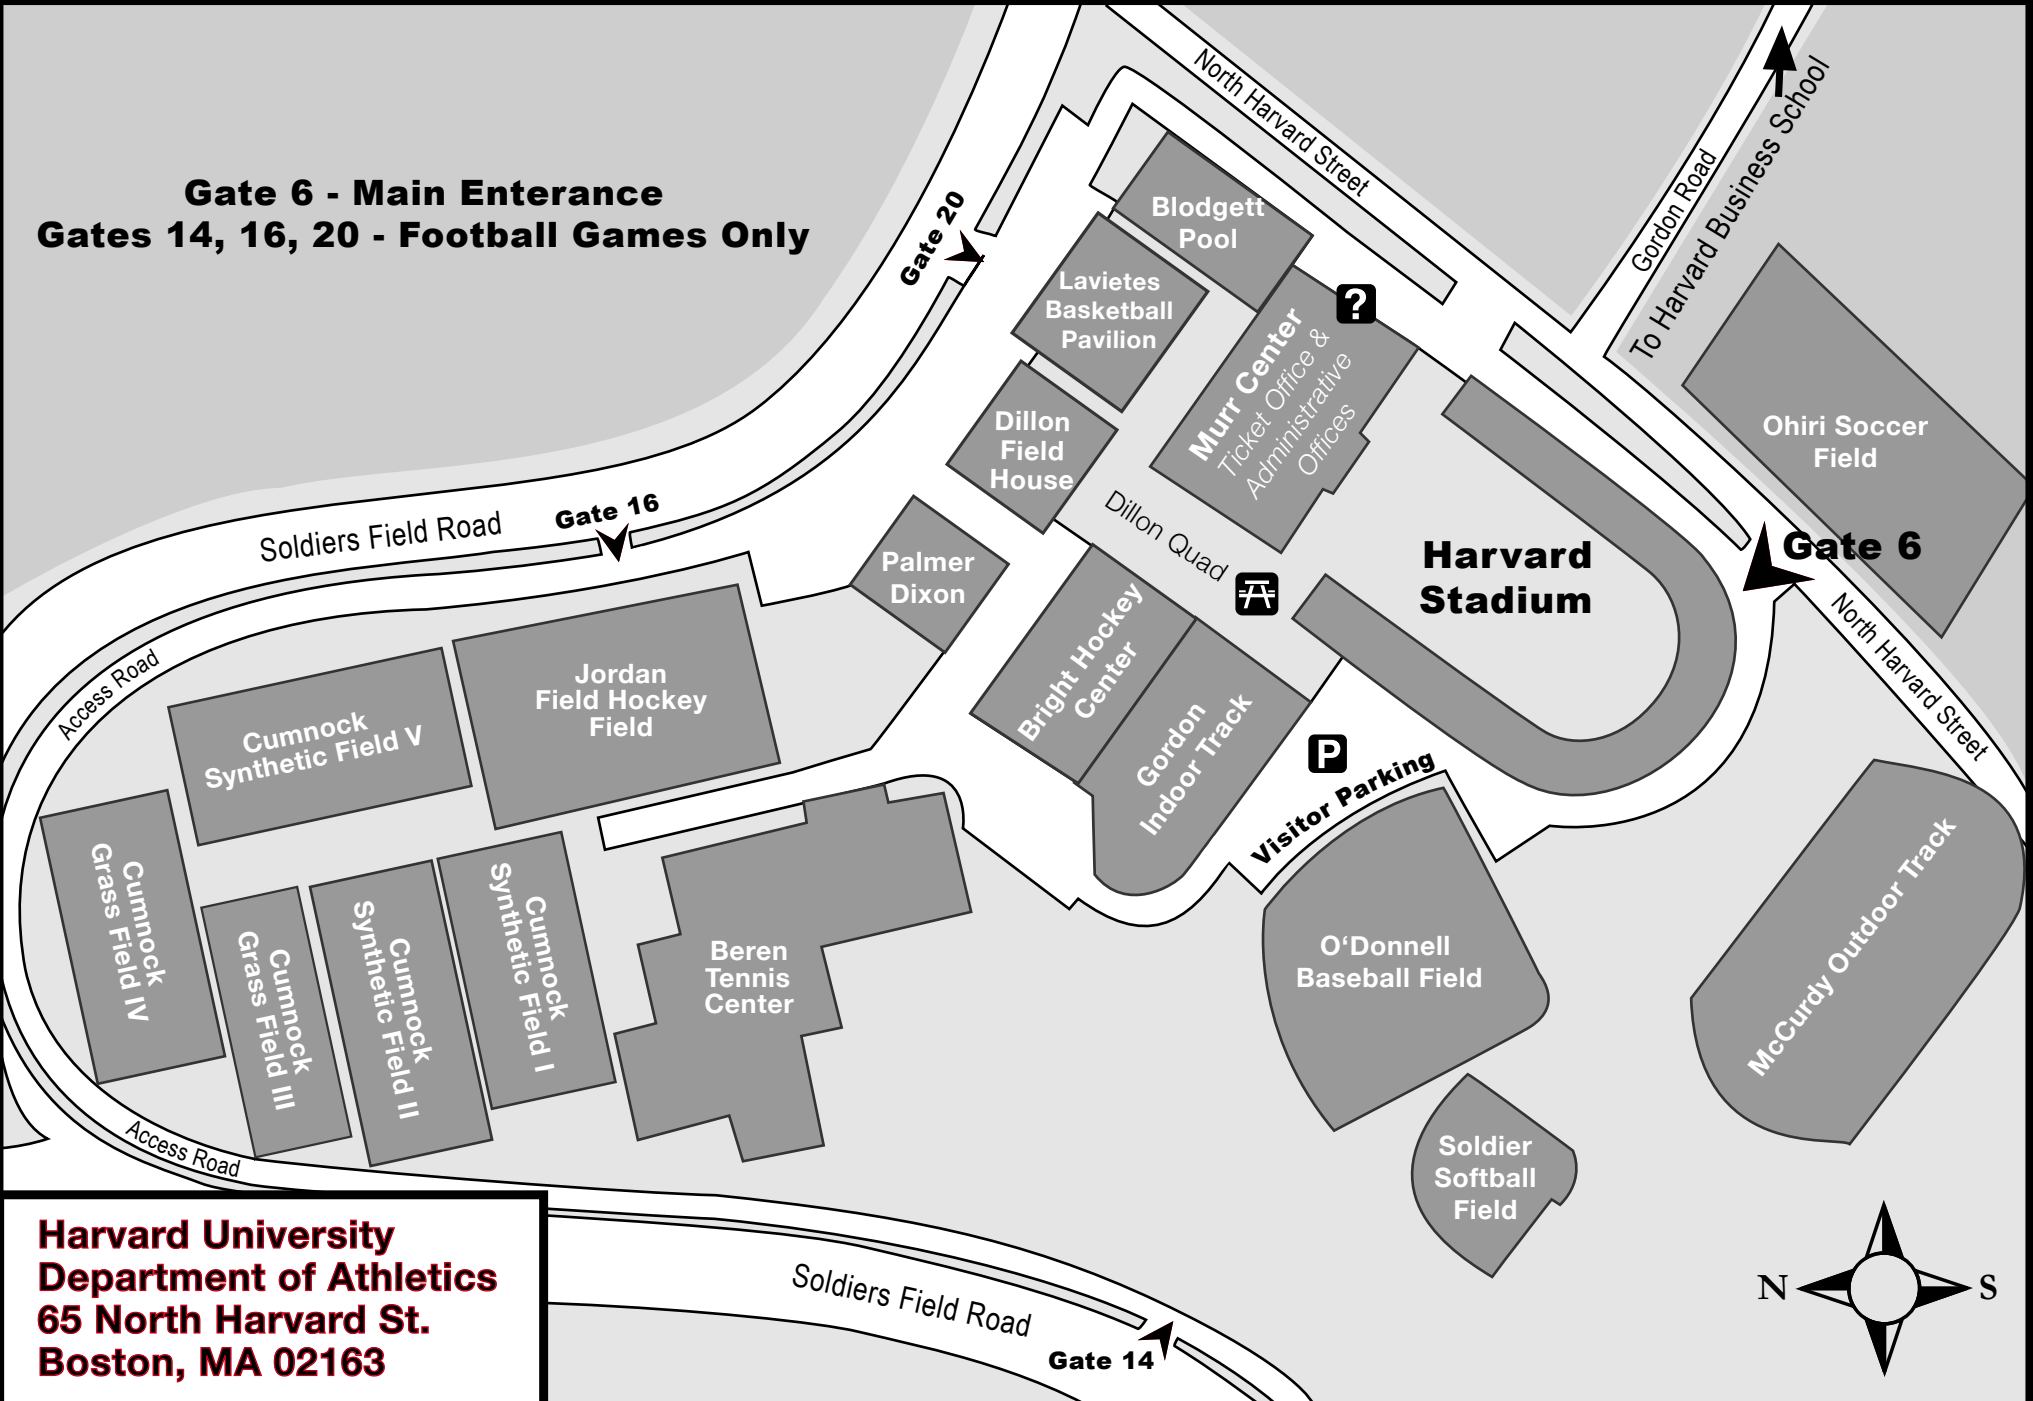 Gate 6 - Main Enterance
Gates 14, 16, 20 - Football Games Only
North Harvard Street
Gordon Road
To Harvard Business School
Gate 20
Blodgett
Pool
Lavietes
Basketball
Pavilion
?
Murr Center
Ticket Office &
Administrative
Offices
Dillon
Field
House
Ohiri Soccer
Field
Gate 16
Soldiers Field Road
Dillon Quad
Harvard
Stadium
Gate 6
Palmer
Dixon
North Harvard Street
Access Road
Jordan
Field Hockey
Field
Cumnock
Synthetic Field V
Bright Hockey
Center
Gordon
Indoor Track
P
Visitor Parking
Cumnock
Grass Field IV
Cumnock
Grass Field III
Cumnock
Synthetic Field II
Cumnock
Synthetic Field I
Beren
Tennis
Center
O‘Donnell
Baseball Field
McCurdy Outdoor Track
Soldier
Softball
Field
Access Road
Harvard University
Department of Athletics
65 North Harvard St.
Boston, MA 02163
Soldiers Field Road
Gate 14
N
S